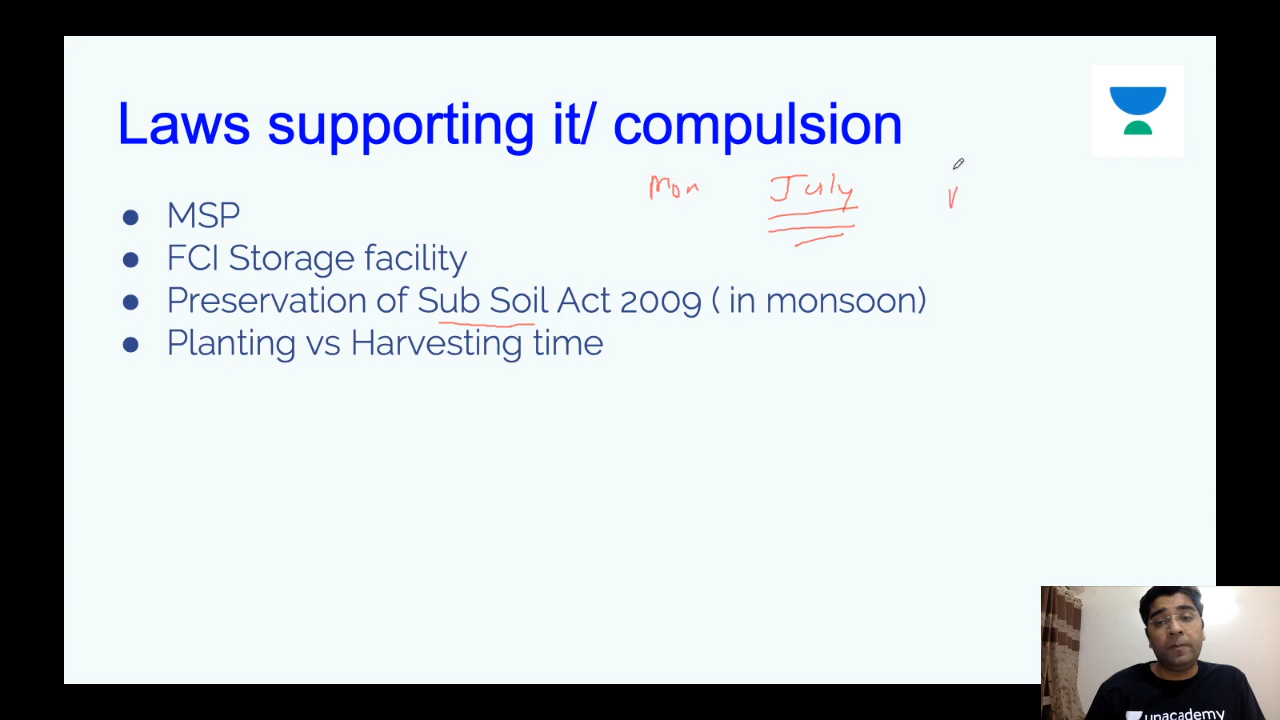 Laws supporting it/ compulsion
Mon July
● MSP
● FCI Storage facility
● Preservation of Sub Soil Act 2009 ( in monsoon)
● Planting vs Harvesting time
unacademy